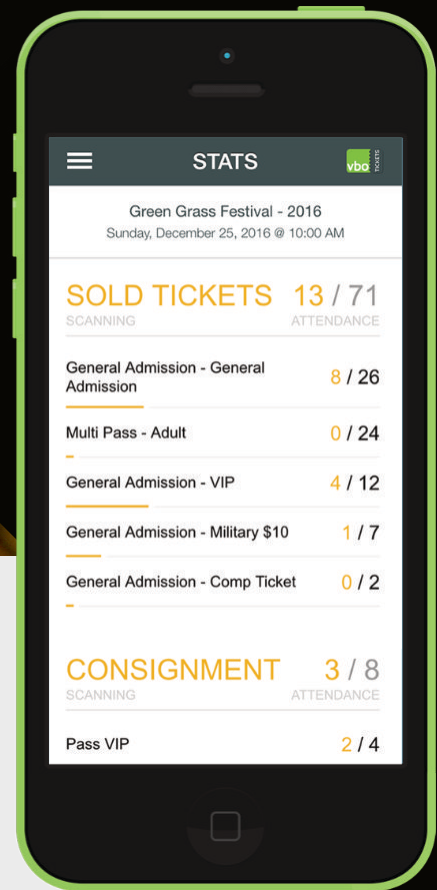 STATS
vbo TICKETS
Green Grass Festival - 2016
Sunday, December 25, 2016 @ 10:00 AM
SOLD TICKETS 13 / 71
SCANNING ATTENDANCE
General Admission - General
Admission 8 / 26
Multi Pass - Adult 0 / 24
General Admission - VIP 4 / 12
General Admission - Military $10 1 / 7
General Admission - Comp Ticket 0 / 2
CONSIGNMENT 3 / 8
SCANNING ATTENDANCE
Pass VIP 2 / 4